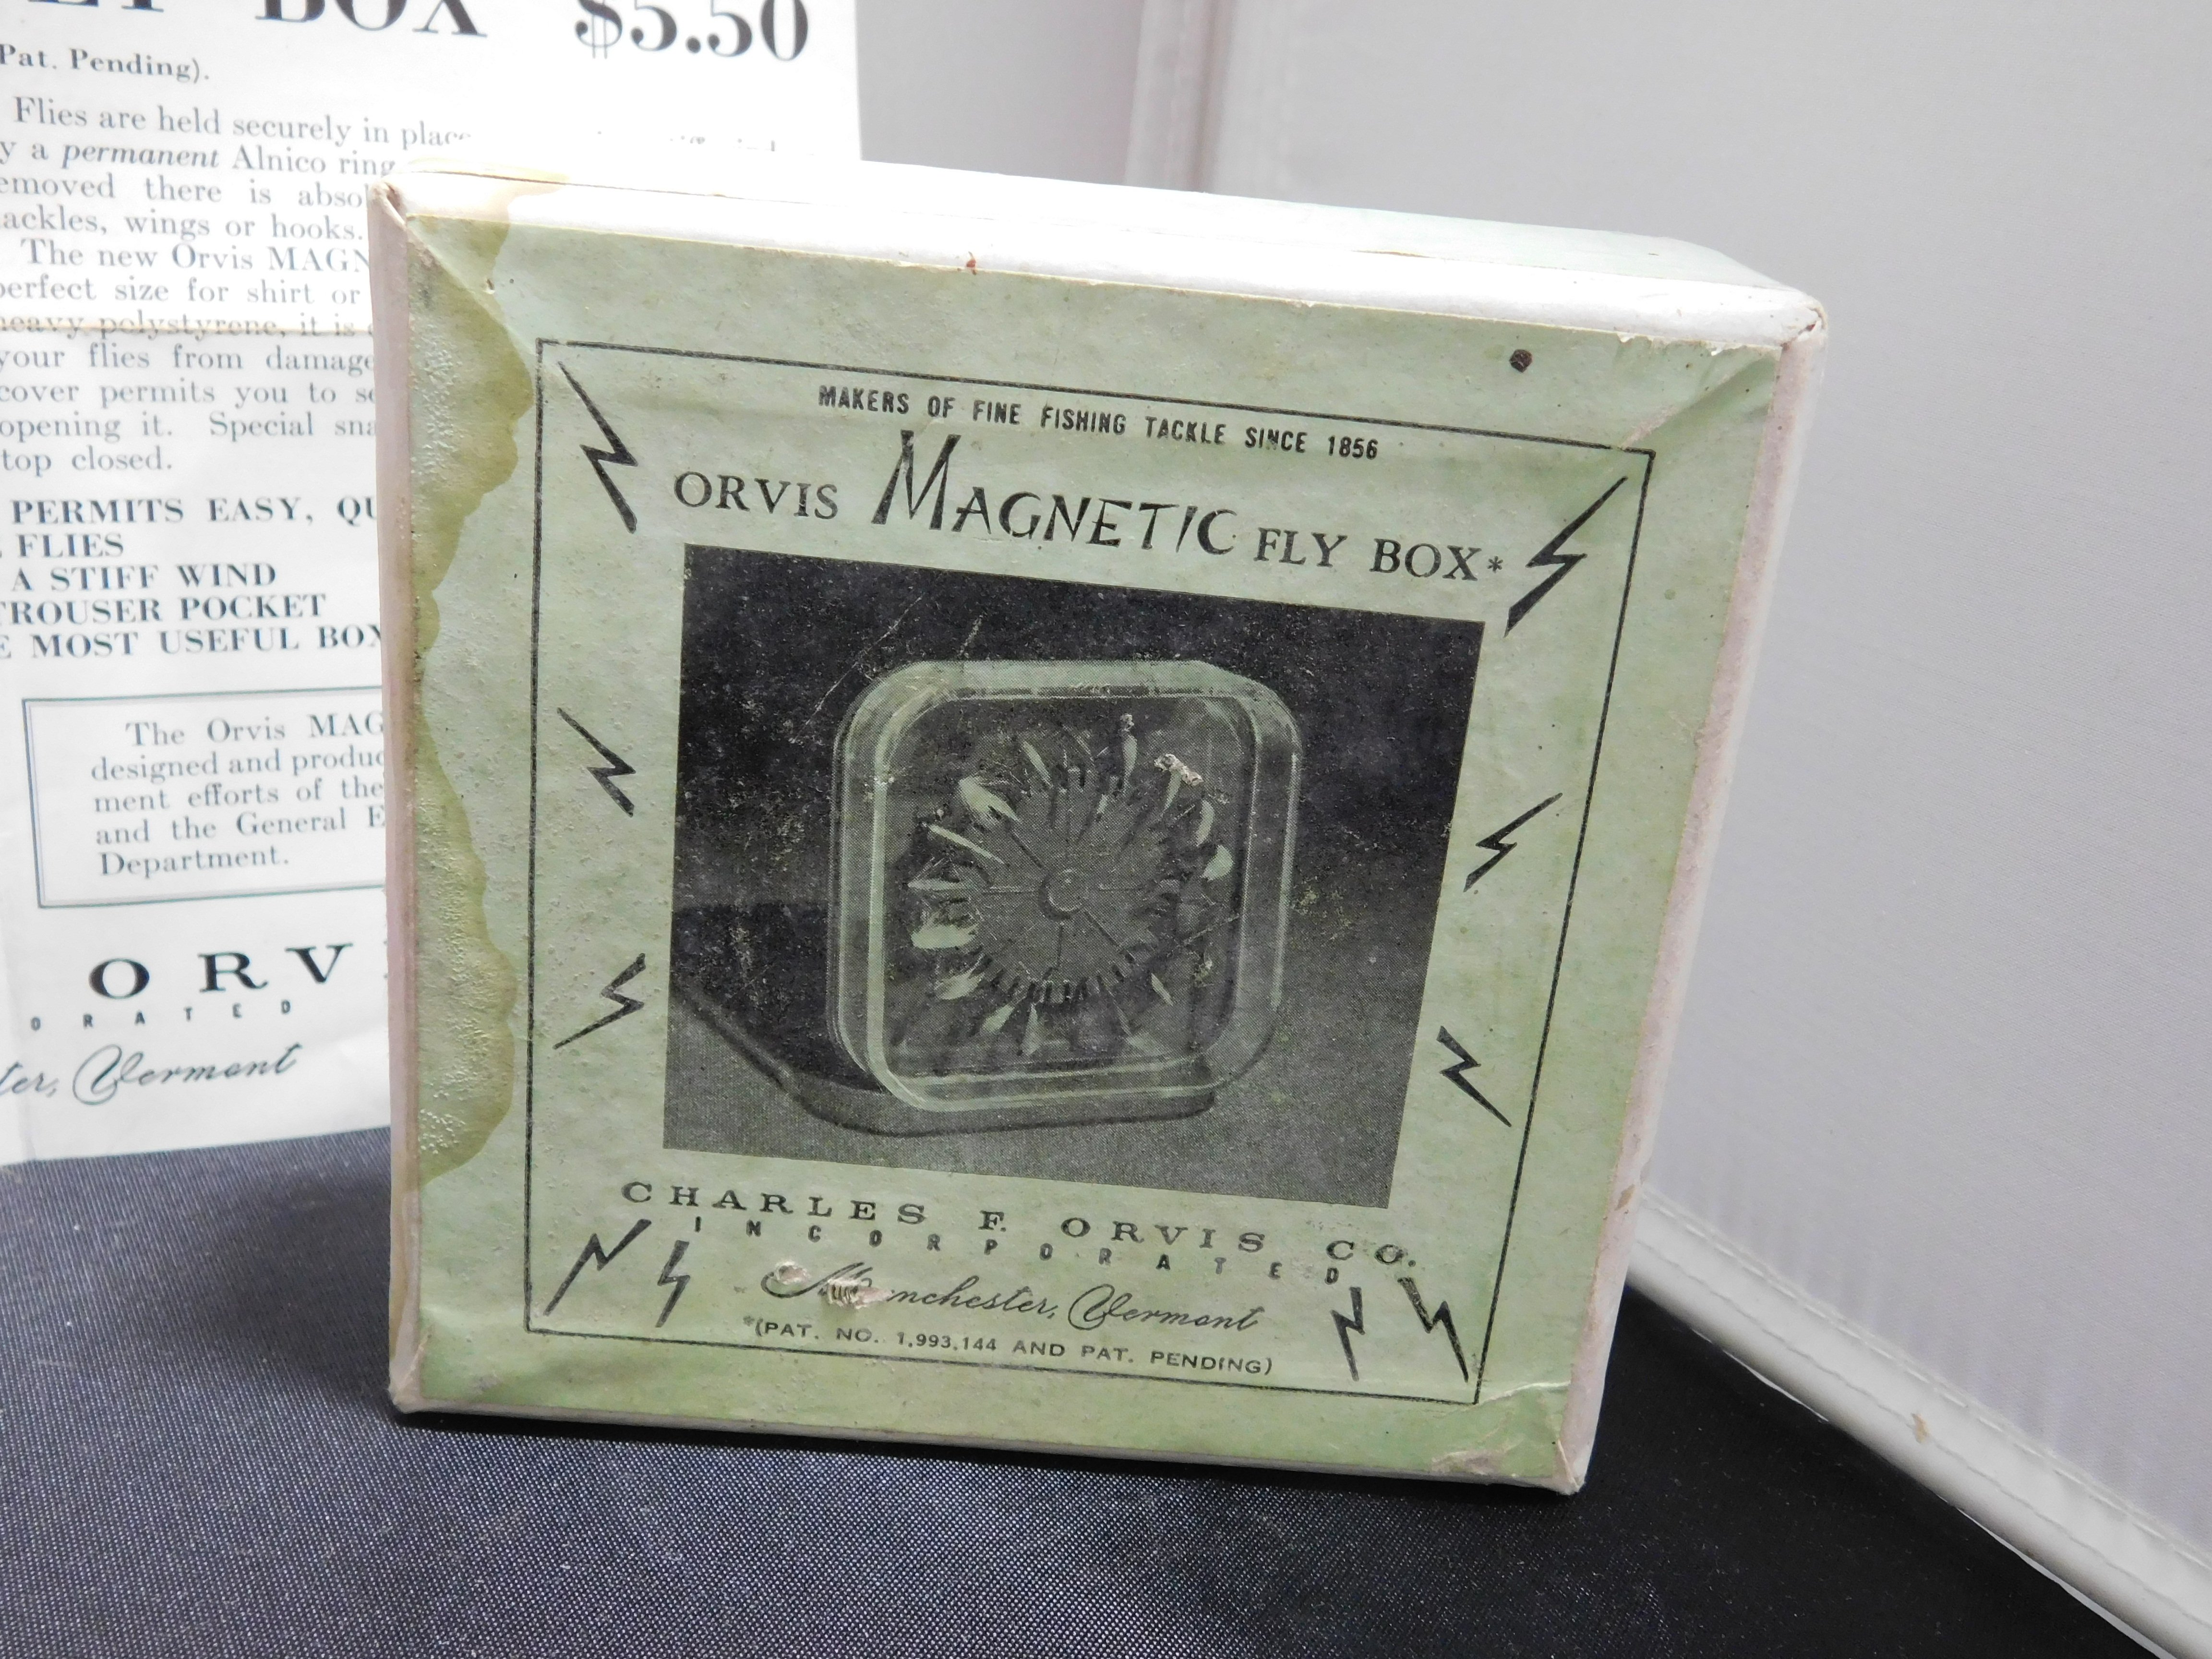 BOX $5.50
Pat. Pending).
Flies are held securely in place
y a permanent Alnico ring
emoved there is absol
ackles, wings or hooks.
The new Orvis MAGN
perfect size for shirt or
heavy polystyrene, it is
your flies from damage
cover permits you to se
opening it. Special sna
top closed.
PERMITS EASY, QU
FLIES
A STIFF WIND
TROUSER POCKET
E MOST USEFUL BOX
The Orvis MAG
designed and produc
ment efforts of the
and the General E
Department.
ORV
ORATED
ter, Vermont
MAKERS OF FINE FISHING TACKLE SINCE 1856
ORVIS MAGNETIC FLY BOX*
CHARLES F. ORVIS CO.
INCORPORATED
Manchester, Vermont
*(PAT. NO. 1,993,144 AND PAT. PENDING)